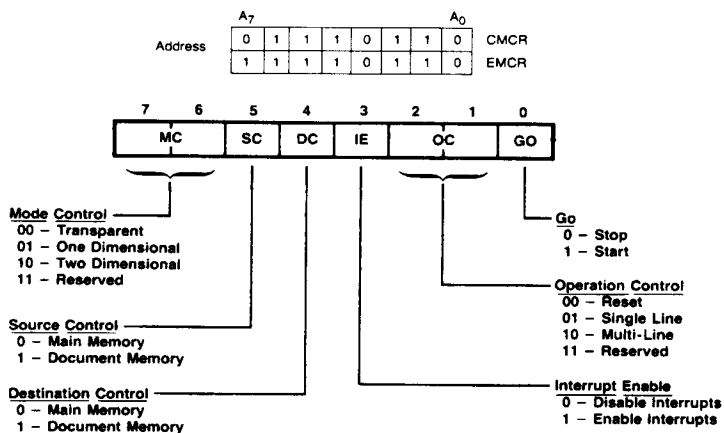 A7 A0
Address 0 1 1 1 0 1 1 0 CMCR
1 1 1 1 0 1 1 0 EMCR
7 6 5 4 3 2 1 0
MC SC DC IE OC GO
Mode Control
00 – Transparent
01 – One Dimensional
10 – Two Dimensional
11 – Reserved
Source Control
0 – Main Memory
1 – Document Memory
Destination Control
0 – Main Memory
1 – Document Memory
Go
0 – Stop
1 – Start
Operation Control
00 – Reset
01 – Single Line
10 – Multi-Line
11 – Reserved
Interrupt Enable
0 – Disable Interrupts
1 – Enable Interrupts